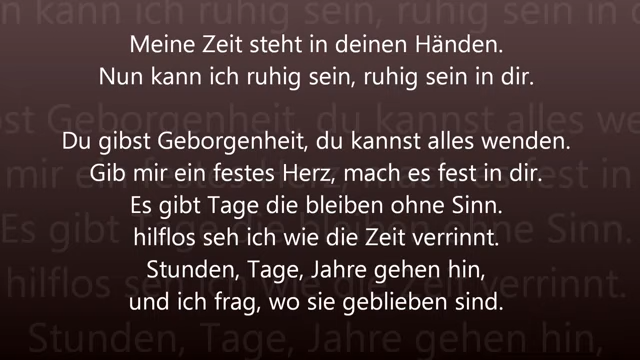 Meine Zeit steht in deinen Händen.
Nun kann ich ruhig sein, ruhig sein in dir.
Du gibst Geborgenheit, du kannst alles wenden.
Gib mir ein festes Herz, mach es fest in dir.
Es gibt Tage die bleiben ohne Sinn.
hilflos seh ich wie die Zeit verrinnt.
Stunden, Tage, Jahre gehen hin,
und ich frag, wo sie geblieben sind.